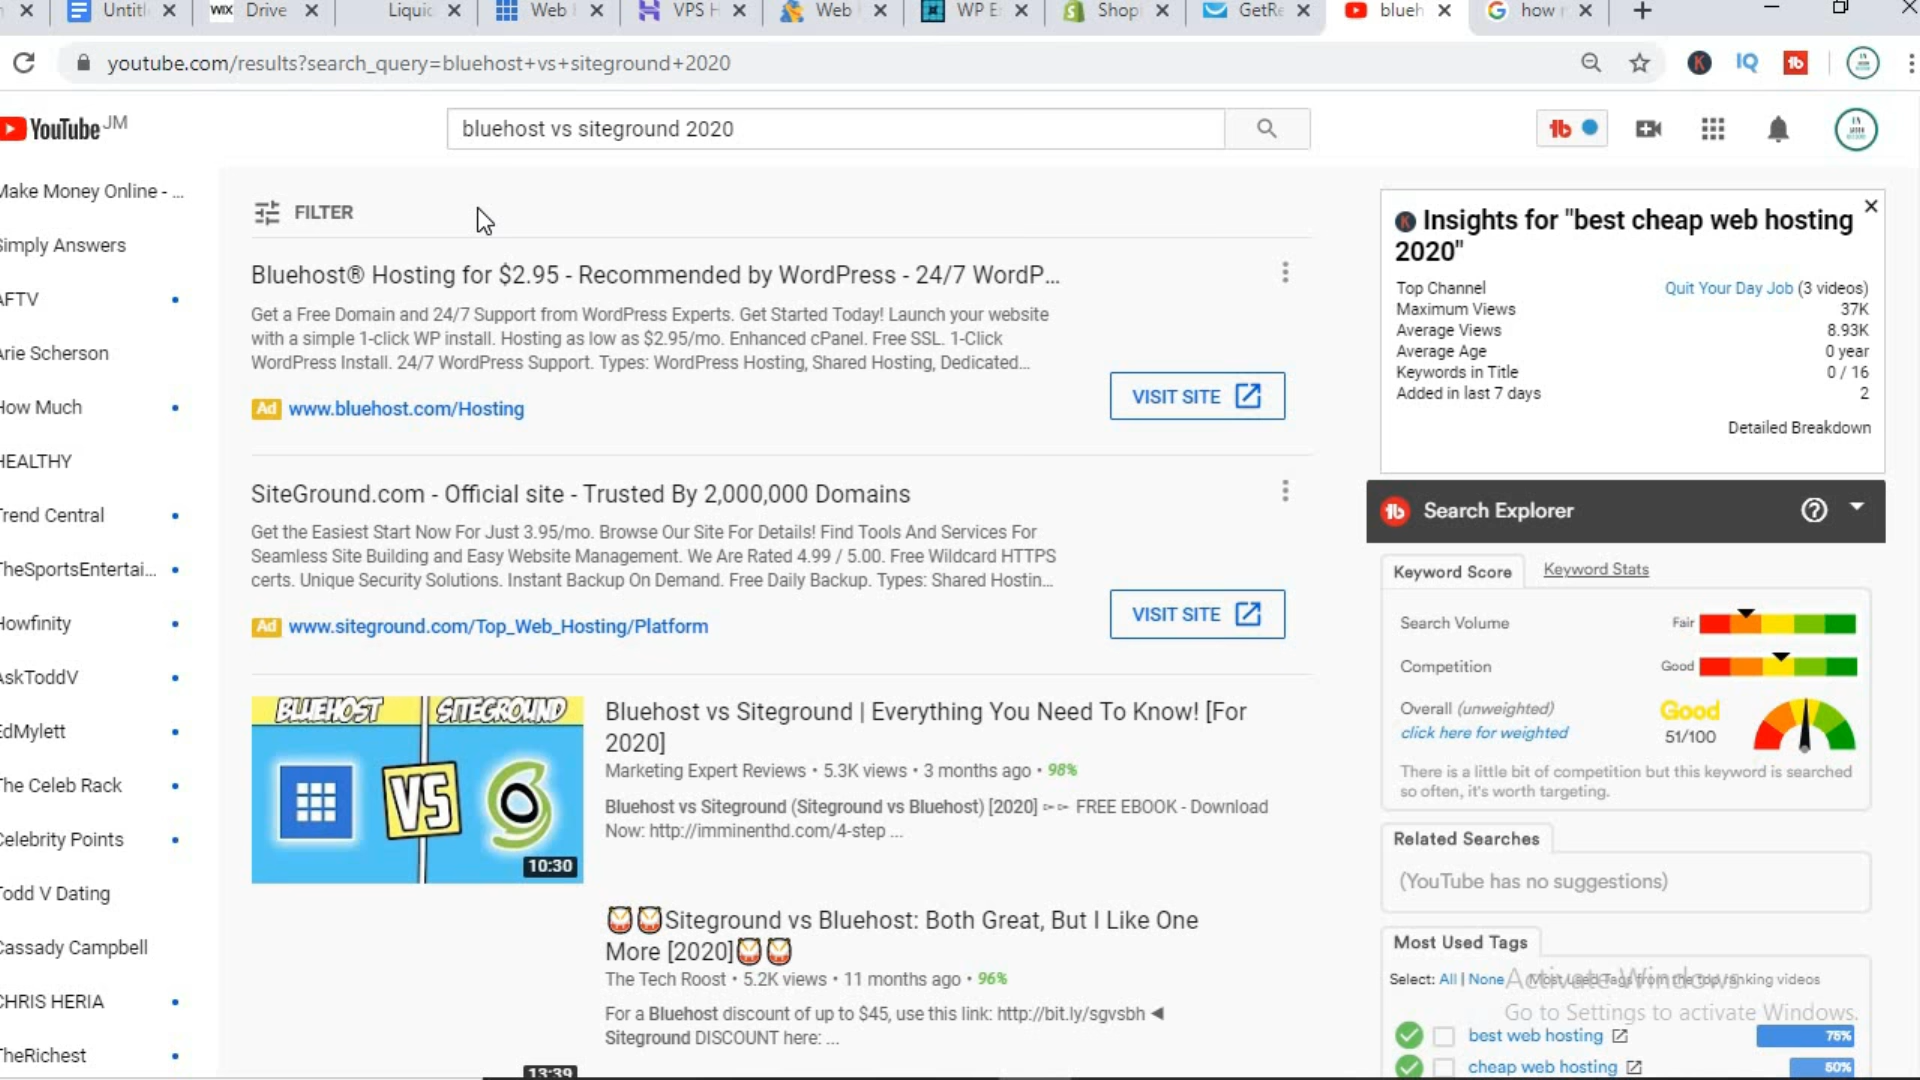 Untitl
WIX Drive
Liquic
Web
VPS H
Web
WP E
Shop
GetRe
blueh
how
youtube.com/results?search_query=bluehost+vs+siteground+2020
IQ
YouTube JM
bluehost vs siteground 2020
Make Money Online - ...
Simply Answers
AFTV
Arie Scherson
How Much
HEALTHY
Trend Central
TheSportsEntertai...
Howfinity
AskToddV
EdMylett
The Celeb Rack
Celebrity Points
Todd V Dating
Cassady Campbell
CHRIS HERIA
TheRichest
FILTER
Bluehost® Hosting for $2.95 - Recommended by WordPress - 24/7 WordP...
Get a Free Domain and 24/7 Support from WordPress Experts. Get Started Today! Launch your website
with a simple 1-click WP install. Hosting as low as $2.95/mo. Enhanced cPanel. Free SSL. 1-Click
WordPress Install. 24/7 WordPress Support. Types: WordPress Hosting, Shared Hosting, Dedicated...
Ad www.bluehost.com/Hosting
VISIT SITE
SiteGround.com - Official site - Trusted By 2,000,000 Domains
Get the Easiest Start Now For Just 3.95/mo. Browse Our Site For Details! Find Tools And Services For
Seamless Site Building and Easy Website Management. We Are Rated 4.99 / 5.00. Free Wildcard HTTPS
certs. Unique Security Solutions. Instant Backup On Demand. Free Daily Backup. Types: Shared Hostin...
Ad www.siteground.com/Top_Web_Hosting/Platform
VISIT SITE
BLUEHOST SITEGROUND
VS
10:30
Bluehost vs Siteground | Everything You Need To Know! [For
2020]
Marketing Expert Reviews • 5.3K views • 3 months ago • 98%
Bluehost vs Siteground (Siteground vs Bluehost) [2020] ➳➳ FREE EBOOK - Download
Now: http://imminenthd.com/4-step ...
Siteground vs Bluehost: Both Great, But I Like One
More [2020]
The Tech Roost • 5.2K views • 11 months ago • 96%
For a Bluehost discount of up to $45, use this link: http://bit.ly/sgvsbh ◄
Siteground DISCOUNT here: ...
13:39
Insights for "best cheap web hosting
2020"
Top Channel Quit Your Day Job (3 videos)
Maximum Views 37K
Average Views 8.93K
Average Age 0 year
Keywords in Title 0 / 16
Added in last 7 days 2
Detailed Breakdown
Search Explorer
Keyword Score Keyword Stats
Search Volume Fair
Competition Good
Overall (unweighted) Good
click here for weighted 51/100
There is a little bit of competition but this keyword is searched
so often, it's worth targeting.
Related Searches
(YouTube has no suggestions)
Most Used Tags
Select: All | None Most used Tags from the top ranking videos
Activate Windows
Go to Settings to activate Windows.
best web hosting 75%
cheap web hosting 50%